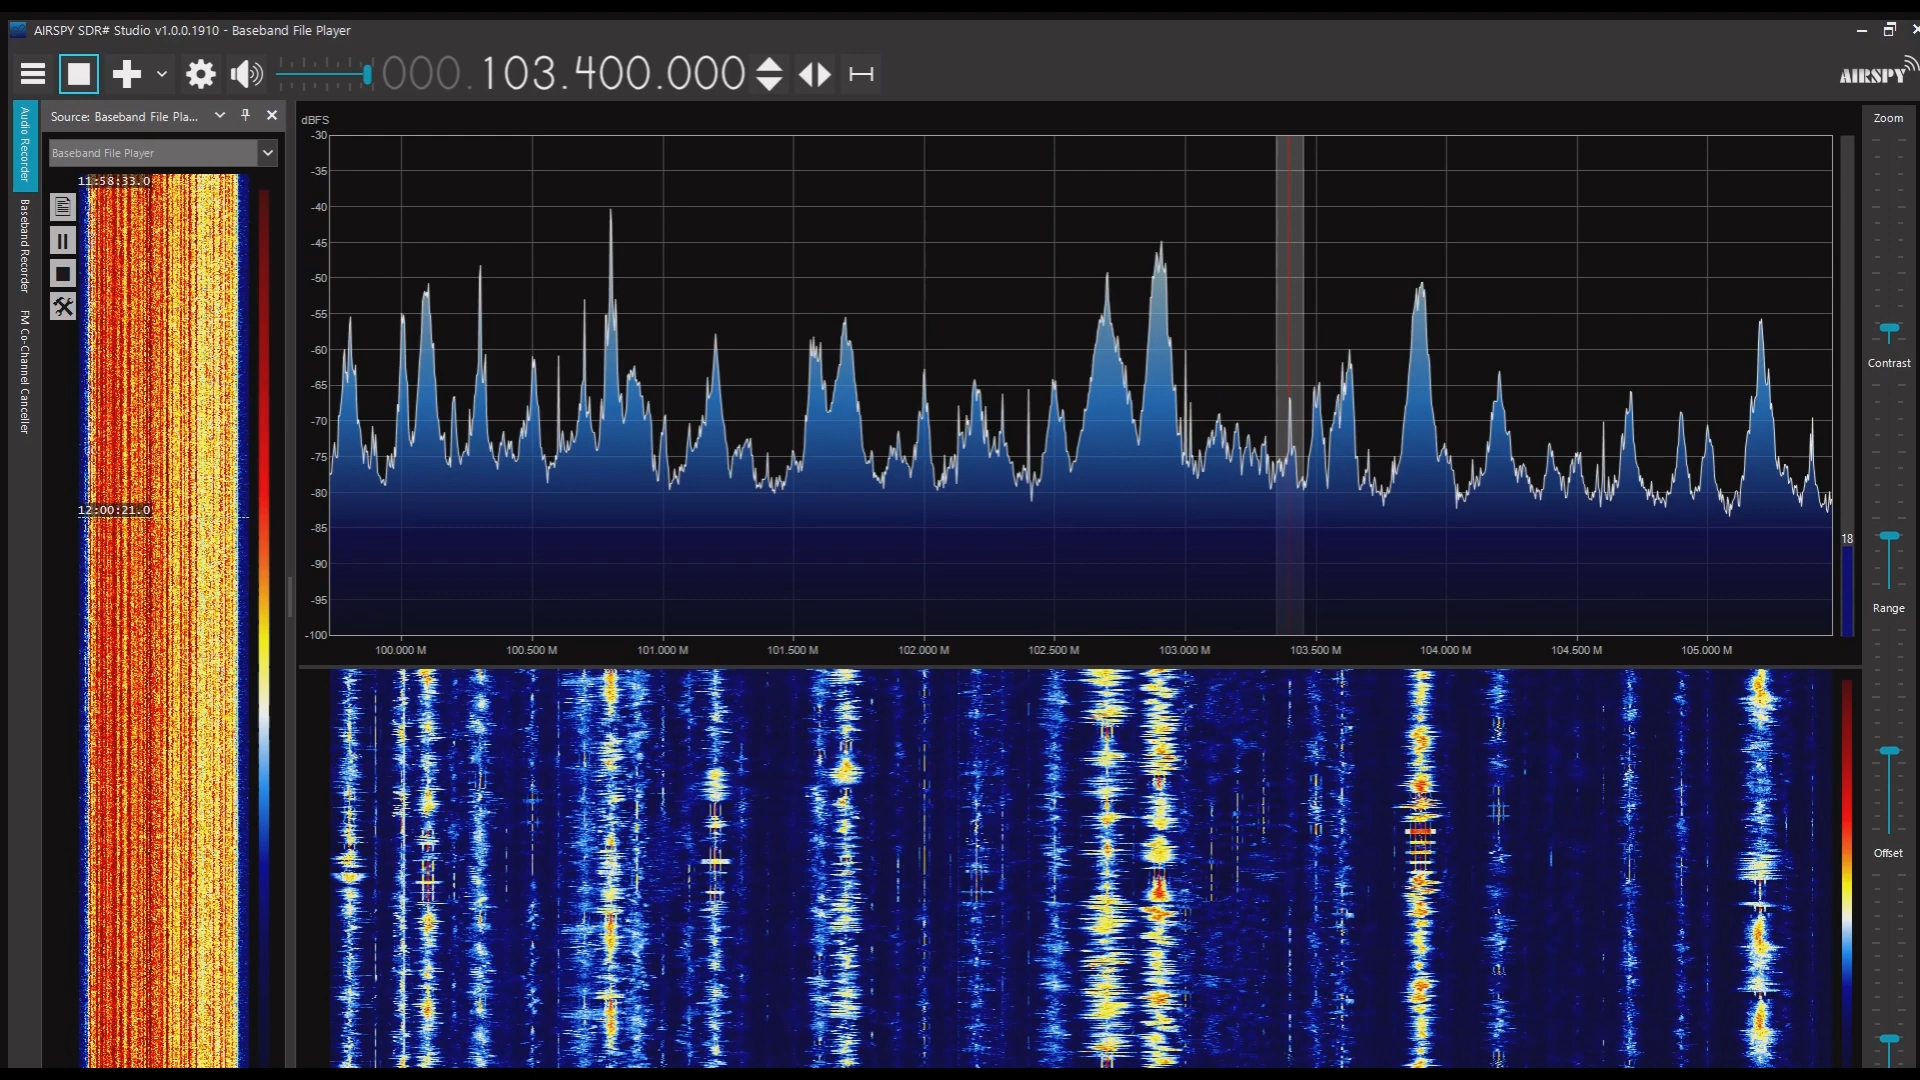 AIRSPY SDR# Studio v1.0.0.1910 - Baseband File Player
000.103.400.000
AIRSPY
Audio Recorder
Baseband Recorder
FM Co-Channel Canceller
Source: Baseband File Pla...
Baseband File Player
11:58:33.0
12:00:21.0
dBFS
-30
-35
-40
-45
-50
-55
-60
-65
-70
-75
-80
-85
-90
-95
-100
100.000 M
100.500 M
101.000 M
101.500 M
102.000 M
102.500 M
103.000 M
103.500 M
104.000 M
104.500 M
105.000 M
18
Zoom
Contrast
Range
Offset